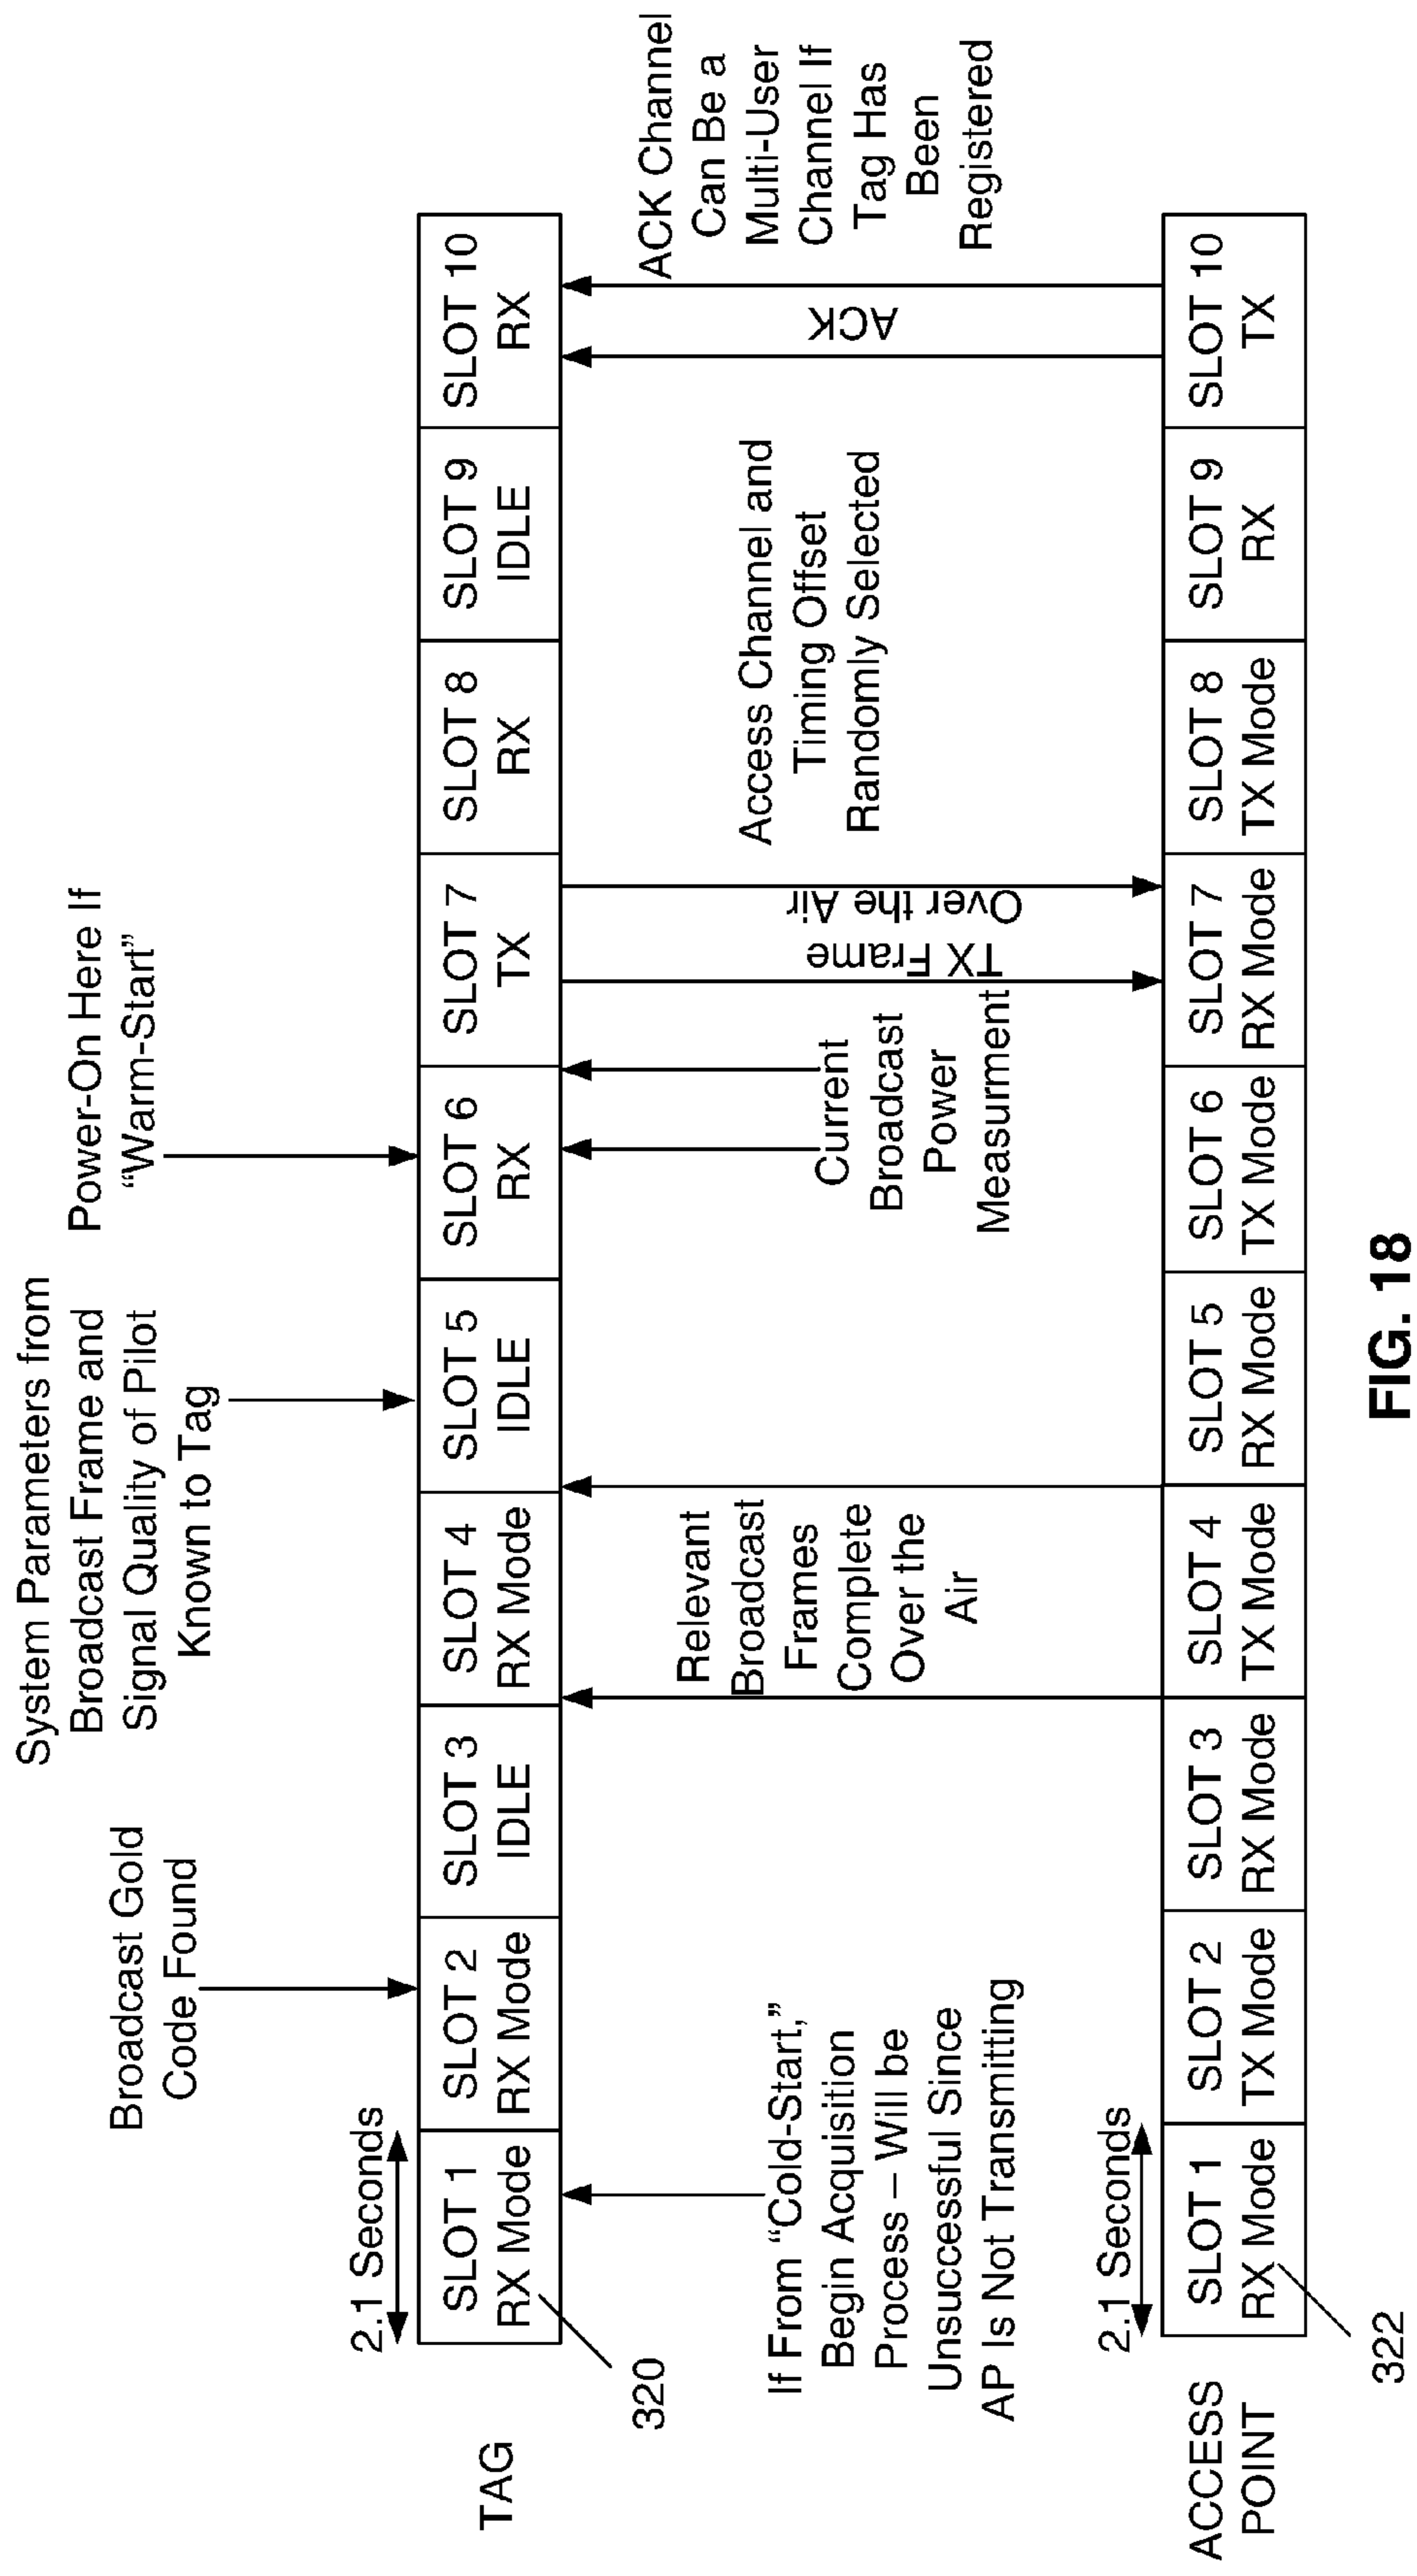 System Parameters from
Broadcast Frame and
Signal Quality of Pilot
Known to Tag
Power-On Here If
“Warm-Start”
Broadcast Gold
Code Found
2.1 Seconds
TAG
SLOT 1
RX Mode
SLOT 2
RX Mode
SLOT 3
IDLE
SLOT 4
RX Mode
SLOT 5
IDLE
SLOT 6
RX
SLOT 7
TX
SLOT 8
RX
SLOT 9
IDLE
SLOT 10
RX
320
If From “Cold-Start,”
Begin Acquisition
Process – Will be
Unsuccessful Since
AP Is Not Transmitting
Relevant
Broadcast
Frames
Complete
Over the
Air
Current
Broadcast
Power
Measurment
TX Frame
Over the Air
Access Channel and
Timing Offset
Randomly Selected
ACK
ACK Channel
Can Be a
Multi-User
Channel If
Tag Has
Been
Registered
2.1 Seconds
ACCESS
POINT
SLOT 1
RX Mode
SLOT 2
TX Mode
SLOT 3
RX Mode
SLOT 4
TX Mode
SLOT 5
RX Mode
SLOT 6
TX Mode
SLOT 7
RX Mode
SLOT 8
TX Mode
SLOT 9
RX
SLOT 10
TX
322
FIG. 18